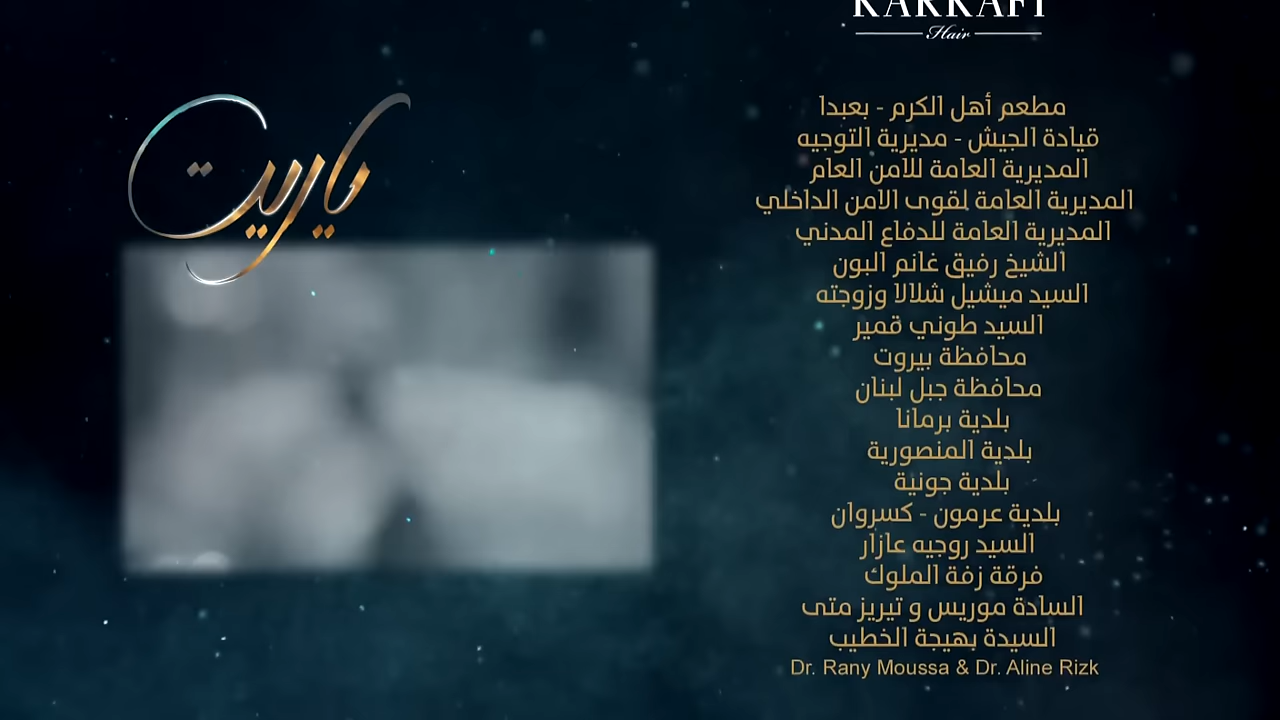 KARKAFI
Hair
ياريت
مطعم أهل الكرم - بعبدا
قيادة الجيش - مديرية التوجيه
المديرية العامة للامن العام
المديرية العامة لقوى الامن الداخلي
المديرية العامة للدفاع المدني
الشيخ رفيق غانم البون
السيد ميشيل شلالا وزوجته
السيد طوني قمير
محافظة بيروت
محافظة جبل لبنان
بلدية برمانا
بلدية المنصورية
بلدية جونية
بلدية عرمون - كسروان
السيد روجيه عازار
فرقة زفة الملوك
السادة موريس و تيريز متى
السيدة بهيجة الخطيب
Dr. Rany Moussa & Dr. Aline Rizk